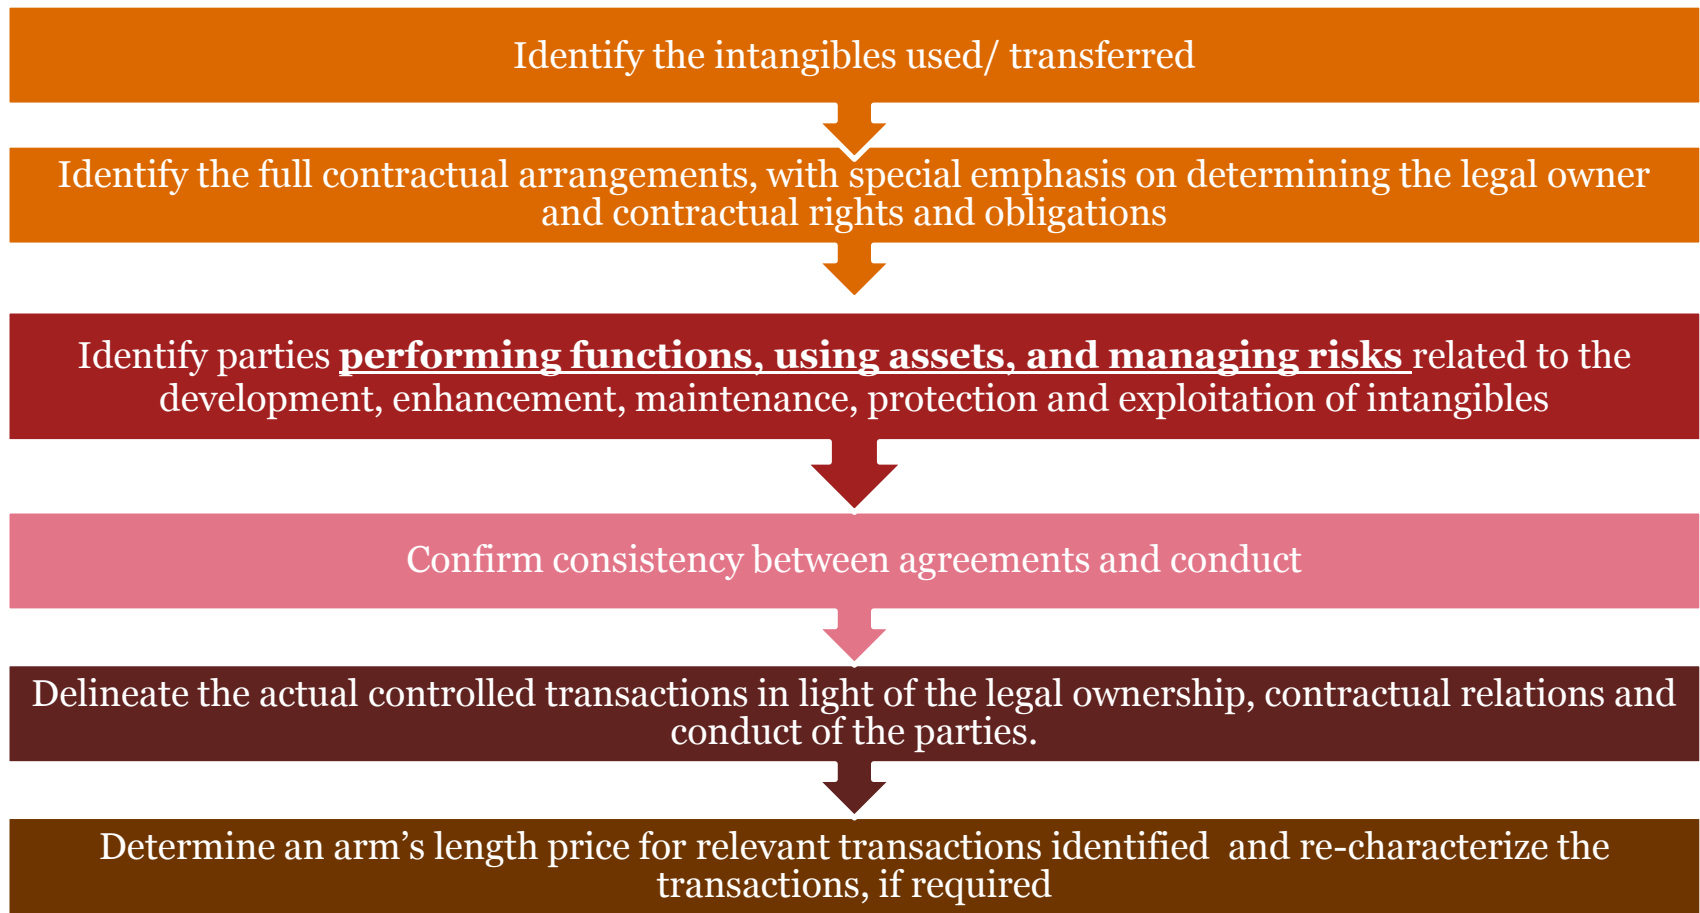 Identify the intangibles used/ transferred
Identify the full contractual arrangements, with special emphasis on determining the legal owner
and contractual rights and obligations
Identify parties performing functions, using assets, and managing risks related to the
development, enhancement, maintenance, protection and exploitation of intangibles
Confirm consistency between agreements and conduct
Delineate the actual controlled transactions in light of the legal ownership, contractual relations and
conduct of the parties.
Determine an arm’s length price for relevant transactions identified  and re-characterize the
transactions, if required